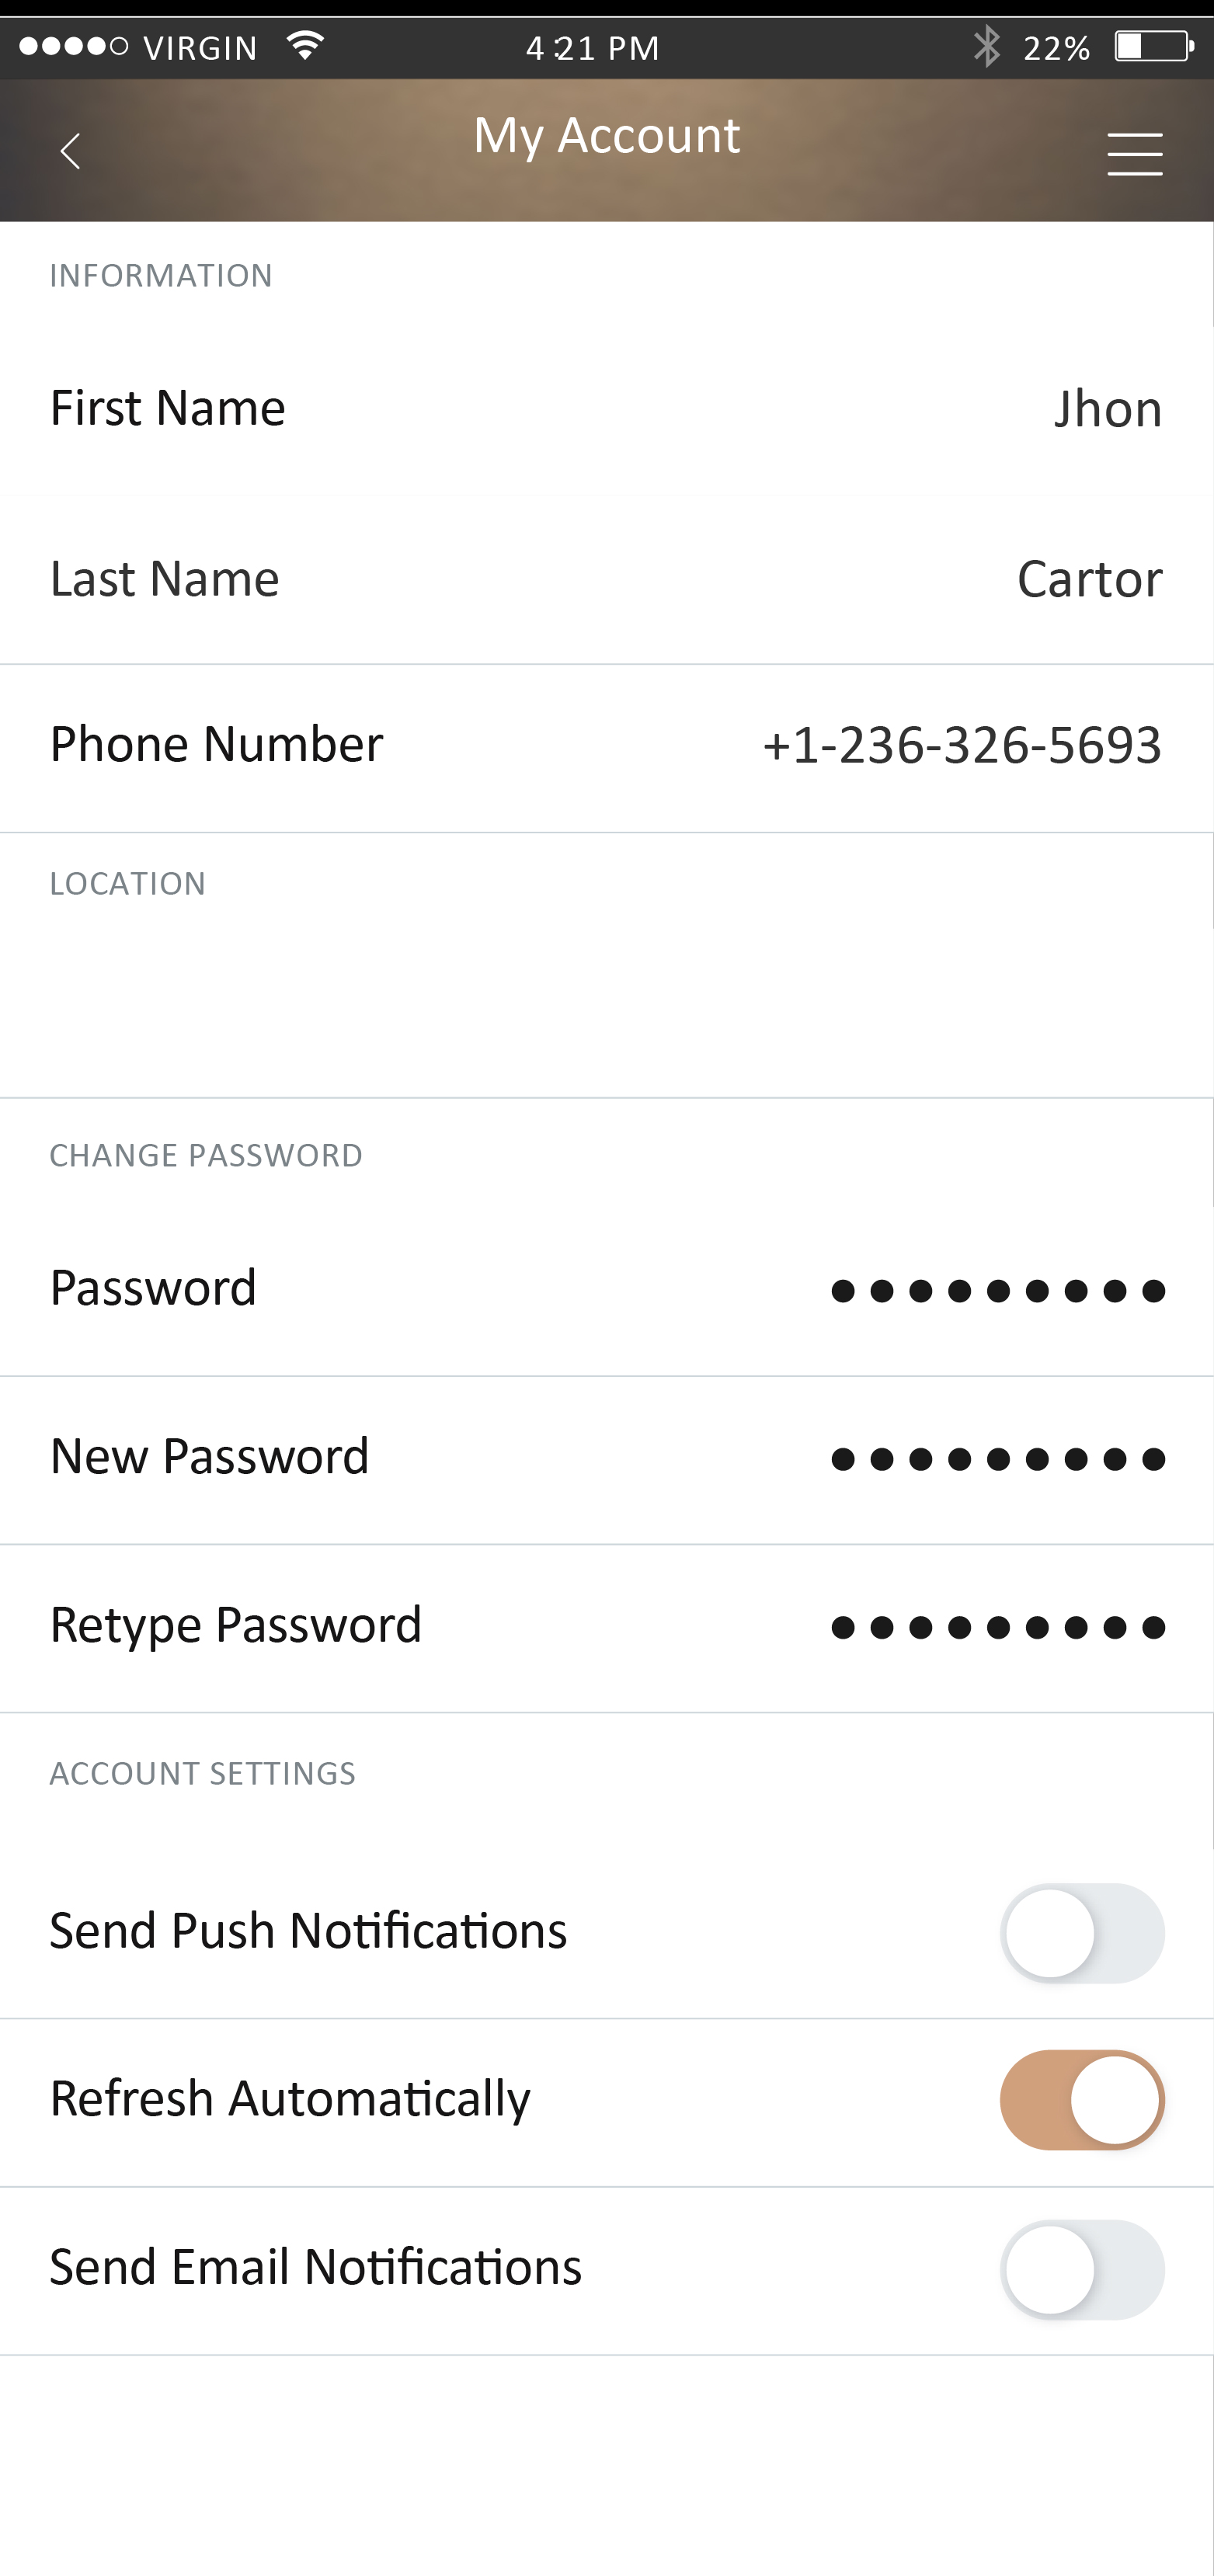 VIRGIN 4:21 PM 22%
My Account
INFORMATION
First Name Jhon
Last Name Cartor
Phone Number +1-236-326-5693
LOCATION
CHANGE PASSWORD
Password ●●●●●●●●●
New Password ●●●●●●●●●
Retype Password ●●●●●●●●●
ACCOUNT SETTINGS
Send Push Notifications
Refresh Automatically
Send Email Notifications